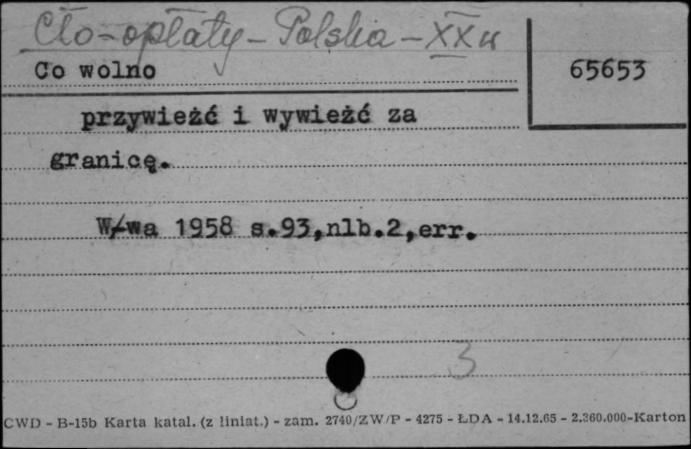 Cło-opłaty - Polska - XX w
Co wolno
65653
przywieźć i wywieźć za
granicę.
W/wa 1958 s.93,nlb.2,err.
3
CWD - B-15b Karta katal. (z liniat.) - zam. 2740/ZW/P - 4275 - ŁDA - 14.12.65 - 2.360.000-Karton